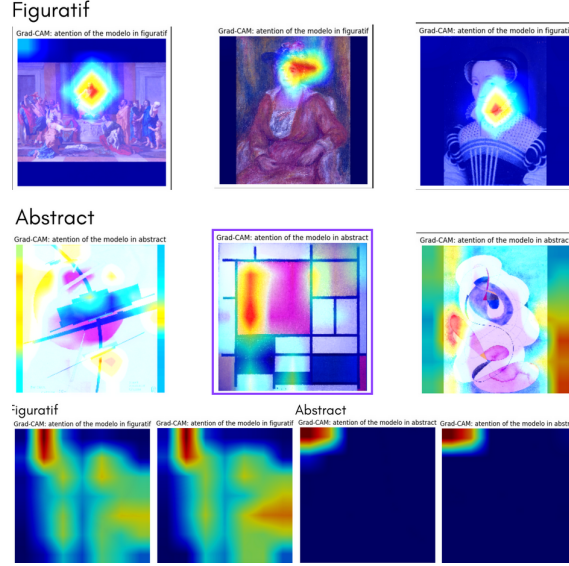 Figuratif
Grad-CAM: atention of the modelo in figuratif
Grad-CAM: atention of the modelo in figuratif
Grad-CAM: atention of the modelo in figurati
Abstract
Grad-CAM: atention of the modelo in abstract
Grad-CAM: atention of the modelo in abstract
Grad-CAM: atention of the modelo in abstrac
Figuratif
Abstract
Grad-CAM: atention of the modelo in figuratif
Grad-CAM: atention of the modelo in figuratif
Grad-CAM: atention of the modelo in abstract
Grad-CAM: atention of the modelo in abstra